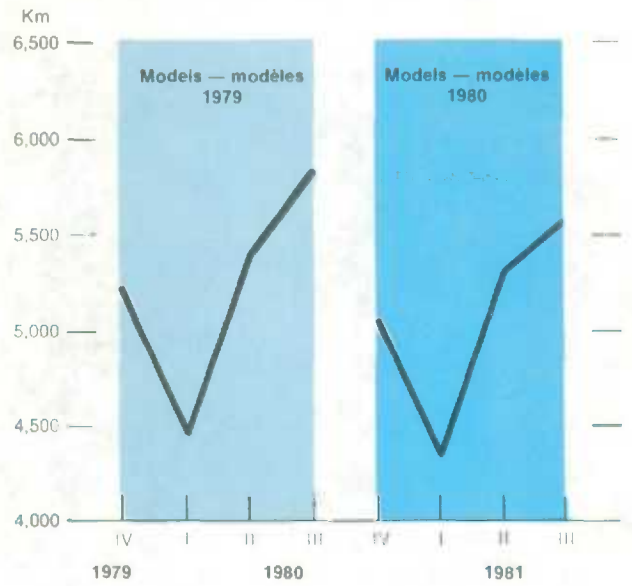 Km
6,500
Models — modèles
1979
Models — modèles
1980
6,000
5,500
5,000
4,500
4,000
IV I II III IV I II III
1979 1980 1981